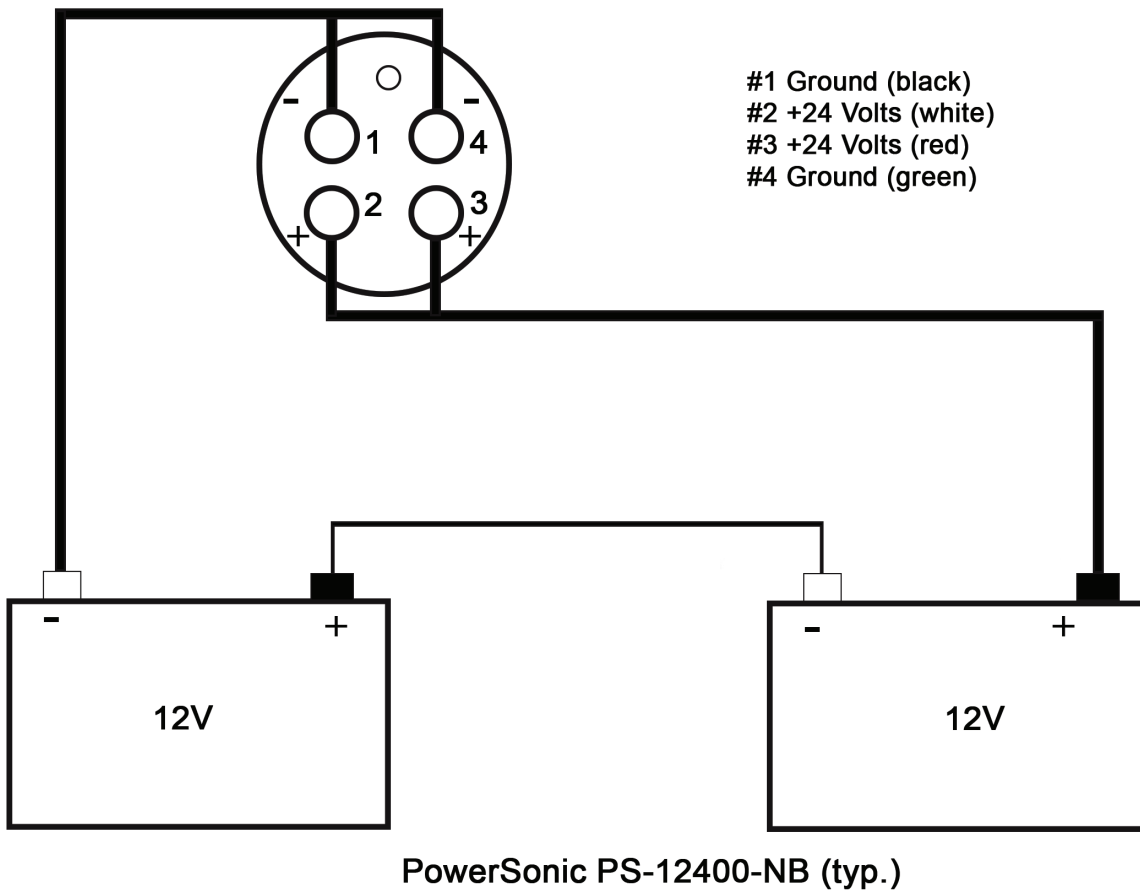 #1 Ground (black)
#2 +24 Volts (white)
#3 +24 Volts (red)
#4 Ground (green)
- -
1 4
2 3
+ +
- +
12V
- +
12V
PowerSonic PS-12400-NB (typ.)